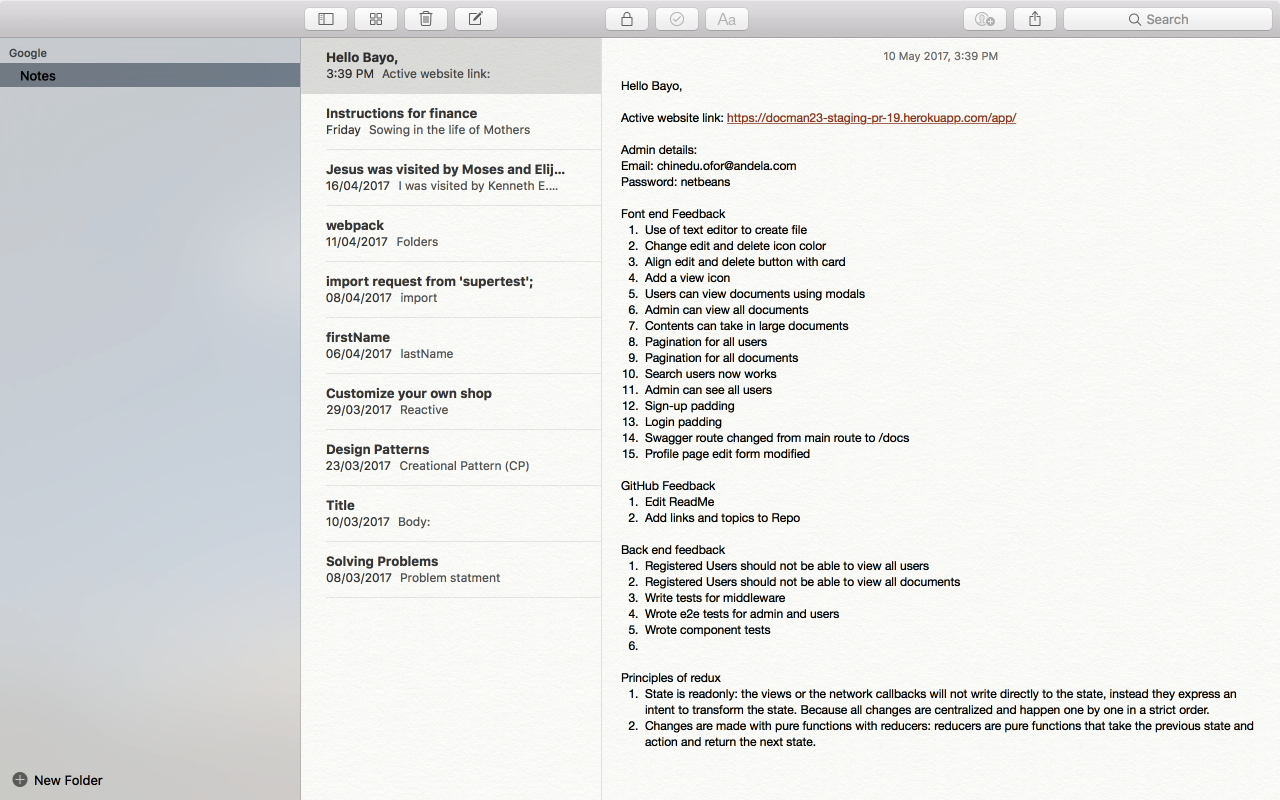 Aa
Search
Google
Notes
New Folder
Hello Bayo,
3:39 PM Active website link:
Instructions for finance
Friday Sowing in the life of Mothers
Jesus was visited by Moses and Elij...
16/04/2017 I was visited by Kenneth E....
webpack
11/04/2017 Folders
import request from 'supertest';
08/04/2017 import
firstName
06/04/2017 lastName
Customize your own shop
29/03/2017 Reactive
Design Patterns
23/03/2017 Creational Pattern (CP)
Title
10/03/2017 Body:
Solving Problems
08/03/2017 Problem statment
10 May 2017, 3:39 PM
Hello Bayo,
Active website link: https://docman23-staging-pr-19.herokuapp.com/app/
Admin details:
Email: chinedu.ofor@andela.com
Password: netbeans
Font end Feedback
1. Use of text editor to create file
2. Change edit and delete icon color
3. Align edit and delete button with card
4. Add a view icon
5. Users can view documents using modals
6. Admin can view all documents
7. Contents can take in large documents
8. Pagination for all users
9. Pagination for all documents
10. Search users now works
11. Admin can see all users
12. Sign-up padding
13. Login padding
14. Swagger route changed from main route to /docs
15. Profile page edit form modified
GitHub Feedback
1. Edit ReadMe
2. Add links and topics to Repo
Back end feedback
1. Registered Users should not be able to view all users
2. Registered Users should not be able to view all documents
3. Write tests for middleware
4. Wrote e2e tests for admin and users
5. Wrote component tests
6.
Principles of redux
1. State is readonly: the views or the network callbacks will not write directly to the state, instead they express an
intent to transform the state. Because all changes are centralized and happen one by one in a strict order.
2. Changes are made with pure functions with reducers: reducers are pure functions that take the previous state and
action and return the next state.